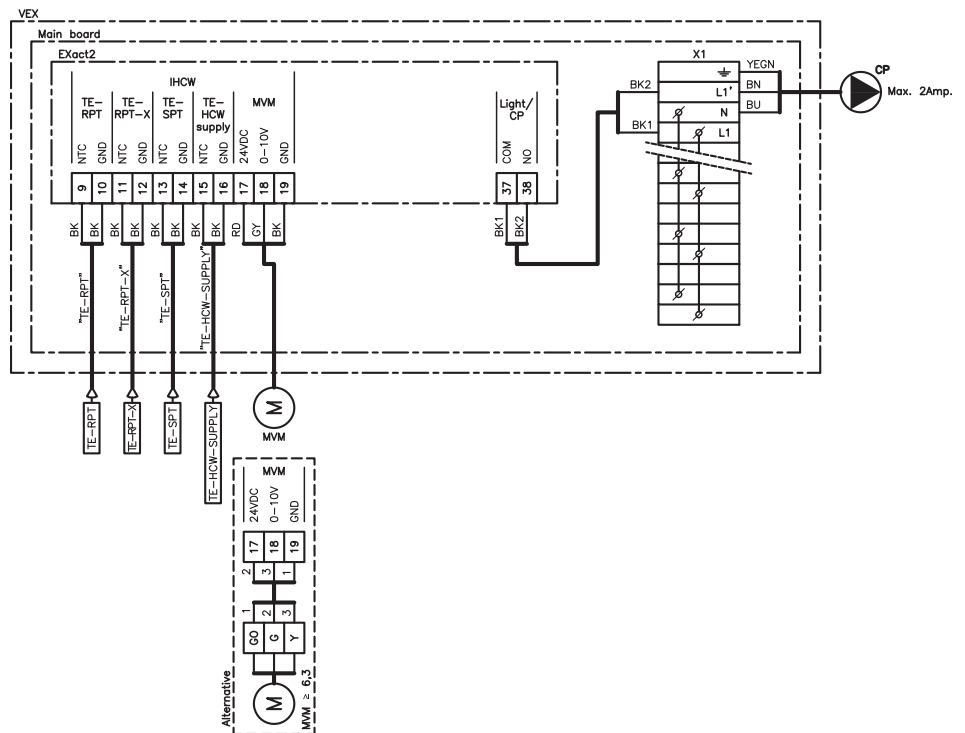 VEX
Main board
EXact2
IHCW
TE-
RPT
TE-
RPT-X
TE-
SPT
TE-
HCW
supply
MVM
NTC
GND
NTC
GND
NTC
GND
NTC
GND
24VDC
0-10V
GND
9
10
11
12
13
14
15
16
17
18
19
BK
BK
BK
BK
BK
BK
BK
BK
RD
GY
BK
"TE-RPT"
"TE-RPT-X"
"TE-SPT"
"TE-HCW-SUPPLY"
Light/
CP
COM
NO
37
38
BK1
BK2
BK2
BK1
X1
L1'
N
L1
YEGN
BN
BU
CP
Max. 2Amp.
TE-RPT
TE-RPT-X
TE-SPT
TE-HCW-SUPPLY
M
MVM
MVM
24VDC
0-10V
GND
17
18
19
2
3
1
1
2
3
GO
G
Y
M
Alternative
MVM ≥ 6,3